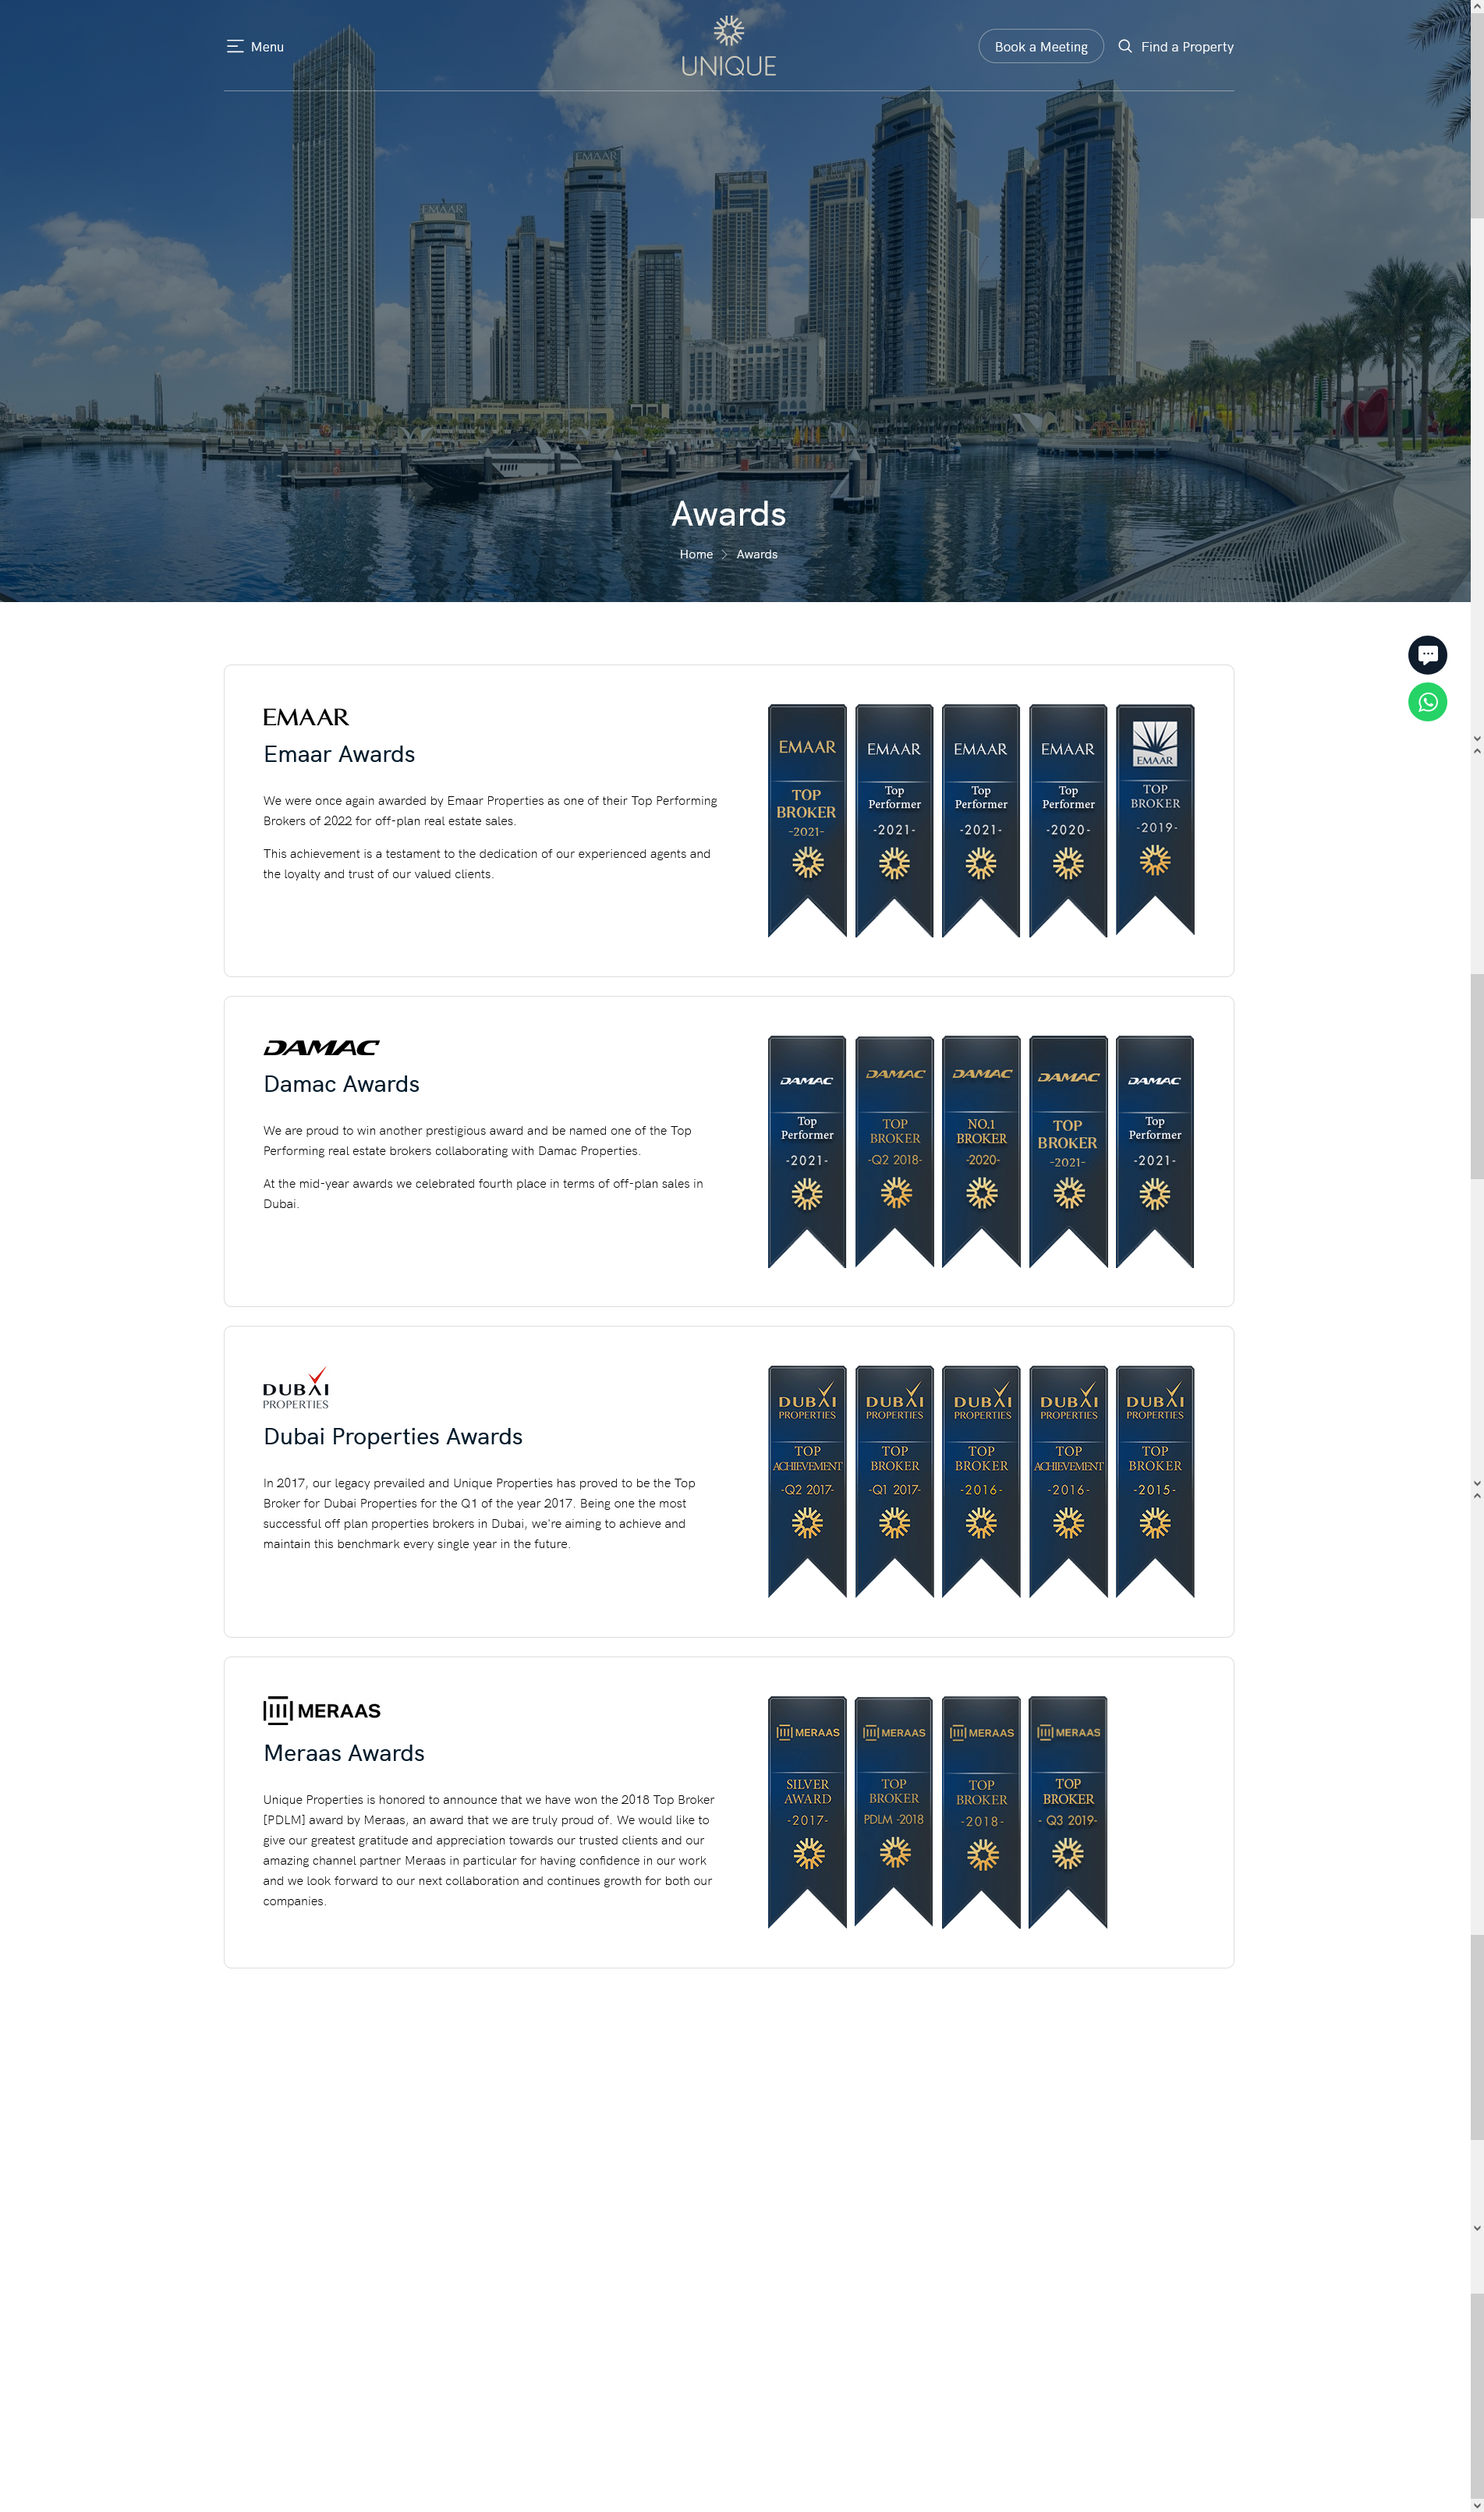 Menu
UNIQUE
Book a Meeting
Find a Property
EMAAR
EMAAR
Awards
Home
Awards
EMAAR
Emaar Awards
We were once again awarded by Emaar Properties as one of their Top Performing
Brokers of 2022 for off-plan real estate sales.
This achievement is a testament to the dedication of our experienced agents and
the loyalty and trust of our valued clients.
EMAAR
TOP
BROKER
-2021-
EMAAR
Top
Performer
-2021-
EMAAR
Top
Performer
-2021-
EMAAR
Top
Performer
-2020-
EMAAR
TOP
BROKER
-2019-
DAMAC
Damac Awards
We are proud to win another prestigious award and be named one of the Top
Performing real estate brokers collaborating with Damac Properties.
At the mid-year awards we celebrated fourth place in terms of off-plan sales in
Dubai.
DAMAC
Top
Performer
-2021-
DAMAC
TOP
BROKER
-Q2 2018-
DAMAC
NO.1
BROKER
-2020-
DAMAC
TOP
BROKER
-2021-
DAMAC
Top
Performer
-2021-
DUBAI
PROPERTIES
Dubai Properties Awards
In 2017, our legacy prevailed and Unique Properties has proved to be the Top
Broker for Dubai Properties for the Q1 of the year 2017. Being one the most
successful off plan properties brokers in Dubai, we're aiming to achieve and
maintain this benchmark every single year in the future.
DUBAI
PROPERTIES
TOP
ACHIEVEMENT
-Q2 2017-
DUBAI
PROPERTIES
TOP
BROKER
-Q1 2017-
DUBAI
PROPERTIES
TOP
BROKER
-2016-
DUBAI
PROPERTIES
TOP
ACHIEVEMENT
-2016-
DUBAI
PROPERTIES
TOP
BROKER
-2015-
MERAAS
Meraas Awards
Unique Properties is honored to announce that we have won the 2018 Top Broker
[PDLM] award by Meraas, an award that we are truly proud of. We would like to
give our greatest gratitude and appreciation towards our trusted clients and our
amazing channel partner Meraas in particular for having confidence in our work
and we look forward to our next collaboration and continues growth for both our
companies.
MERAAS
SILVER
AWARD
-2017-
MERAAS
TOP
BROKER
PDLM -2018
MERAAS
TOP
BROKER
-2018-
MERAAS
TOP
BROKER
- Q3 2019-